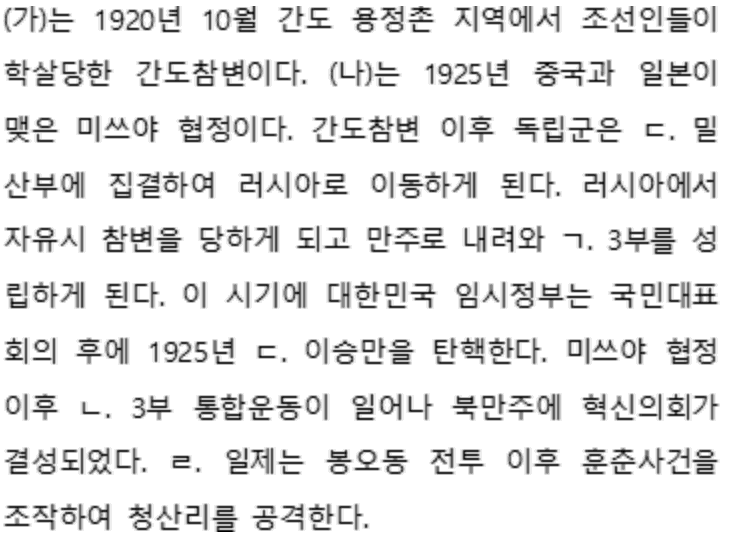 (가)는 1920년 10월 간도 용정촌 지역에서 조선인들이
학살당한 간도참변이다. (나)는 1925년 중국과 일본이
맺은 미쓰야 협정이다. 간도참변 이후 독립군은 ㄷ. 밀
산부에 집결하여 러시아로 이동하게 된다. 러시아에서
자유시 참변을 당하게 되고 만주로 내려와 ㄱ. 3부를 성
립하게 된다. 이 시기에 대한민국 임시정부는 국민대표
회의 후에 1925년 ㄷ. 이승만을 탄핵한다. 미쓰야 협정
이후 ㄴ. 3부 통합운동이 일어나 북만주에 혁신의회가
결성되었다. ㄹ. 일제는 봉오동 전투 이후 훈춘사건을
조작하여 청산리를 공격한다.